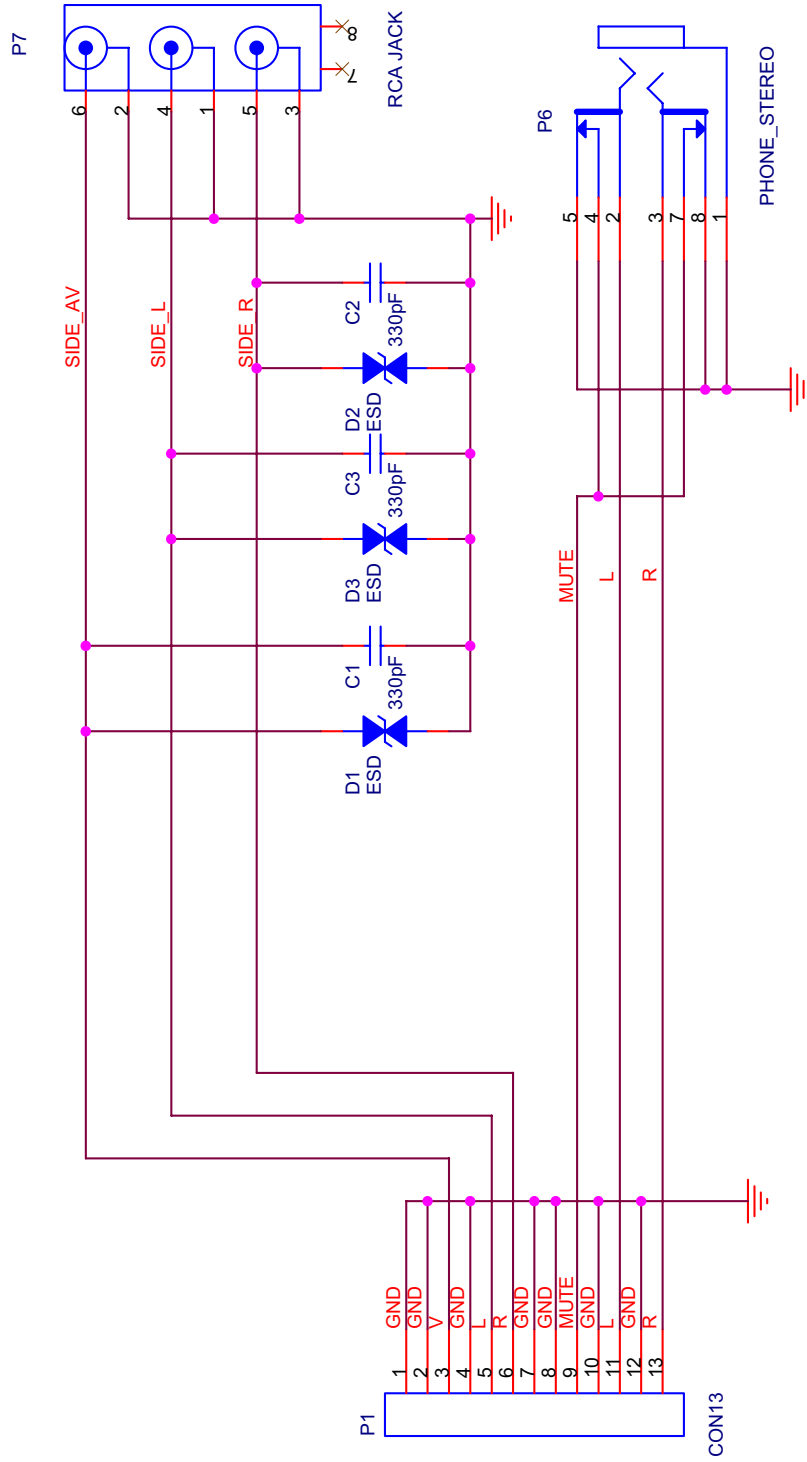 P7
RCA JACK
6
2
4
1
5
3
8
7
SIDE_AV
SIDE_L
SIDE_R
C2
330pF
D2
ESD
C3
330pF
D3
ESD
C1
330pF
D1
ESD
P6
PHONE_STEREO
5
4
2
3
7
8
1
MUTE
L
R
GND
GND
V
GND
L
R
GND
GND
MUTE
GND
L
GND
R
1
2
3
4
5
6
7
8
9
10
11
12
13
P1
CON13